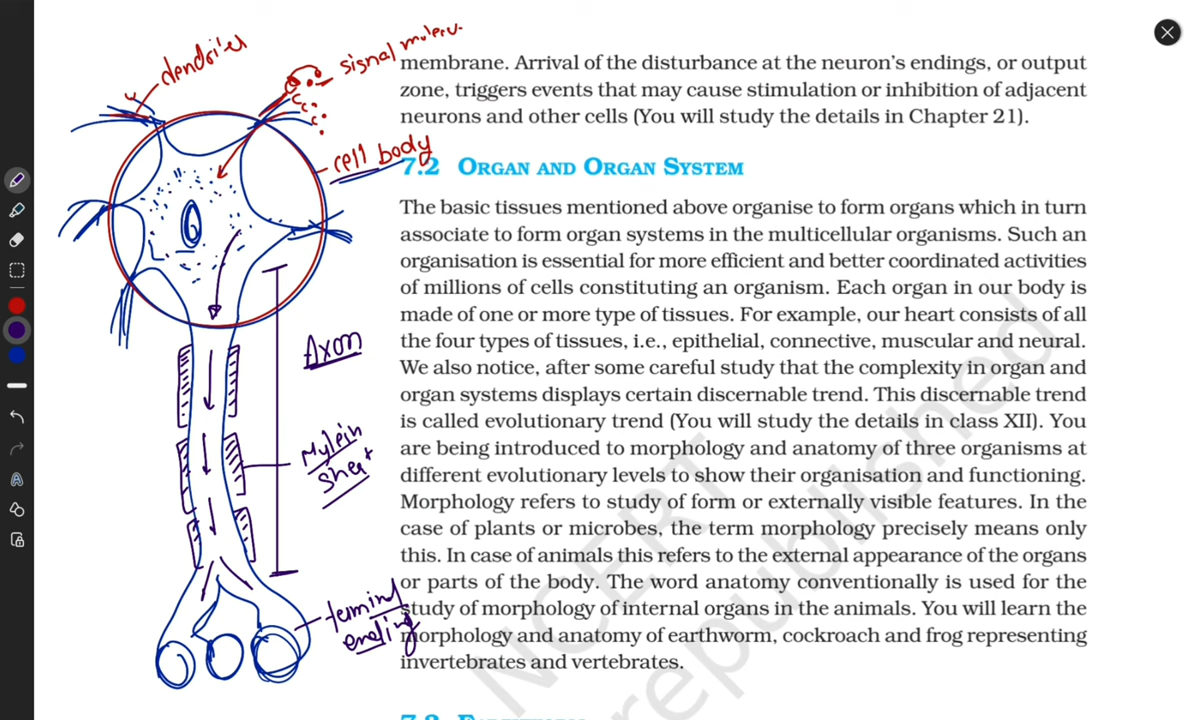 dendrites
signal
cell body
Axon
Mylein
Sheat
terminal
ending
membrane. Arrival of the disturbance at the neuron's endings, or output
zone, triggers events that may cause stimulation or inhibition of adjacent
neurons and other cells (You will study the details in Chapter 21).
7.2 ORGAN AND ORGAN SYSTEM
The basic tissues mentioned above organise to form organs which in turn
associate to form organ systems in the multicellular organisms. Such an
organisation is essential for more efficient and better coordinated activities
of millions of cells constituting an organism. Each organ in our body is
made of one or more type of tissues. For example, our heart consists of all
the four types of tissues, i.e., epithelial, connective, muscular and neural.
We also notice, after some careful study that the complexity in organ and
organ systems displays certain discernable trend. This discernable trend
is called evolutionary trend (You will study the details in class XII). You
are being introduced to morphology and anatomy of three organisms at
different evolutionary levels to show their organisation and functioning.
Morphology refers to study of form or externally visible features. In the
case of plants or microbes, the term morphology precisely means only
this. In case of animals this refers to the external appearance of the organs
or parts of the body. The word anatomy conventionally is used for the
study of morphology of internal organs in the animals. You will learn the
morphology and anatomy of earthworm, cockroach and frog representing
invertebrates and vertebrates.
NCERT
republished